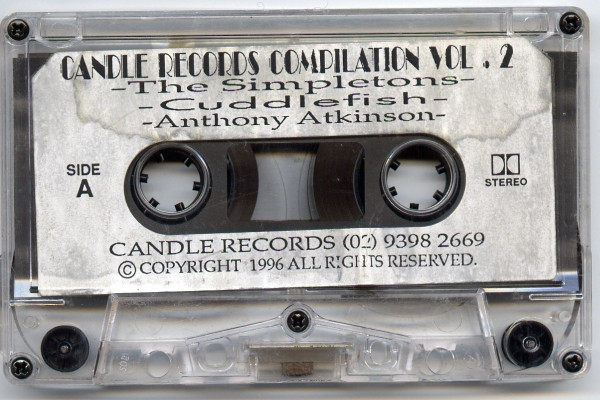 CANDLE RECORDS COMPILATION VOL . 2
-The Simpletons-
-Cuddlefish-
-Anthony Atkinson-
SIDE
A
STEREO
CANDLE RECORDS (02) 9398 2669
© COPYRIGHT 1996 ALL RIGHTS RESERVED.